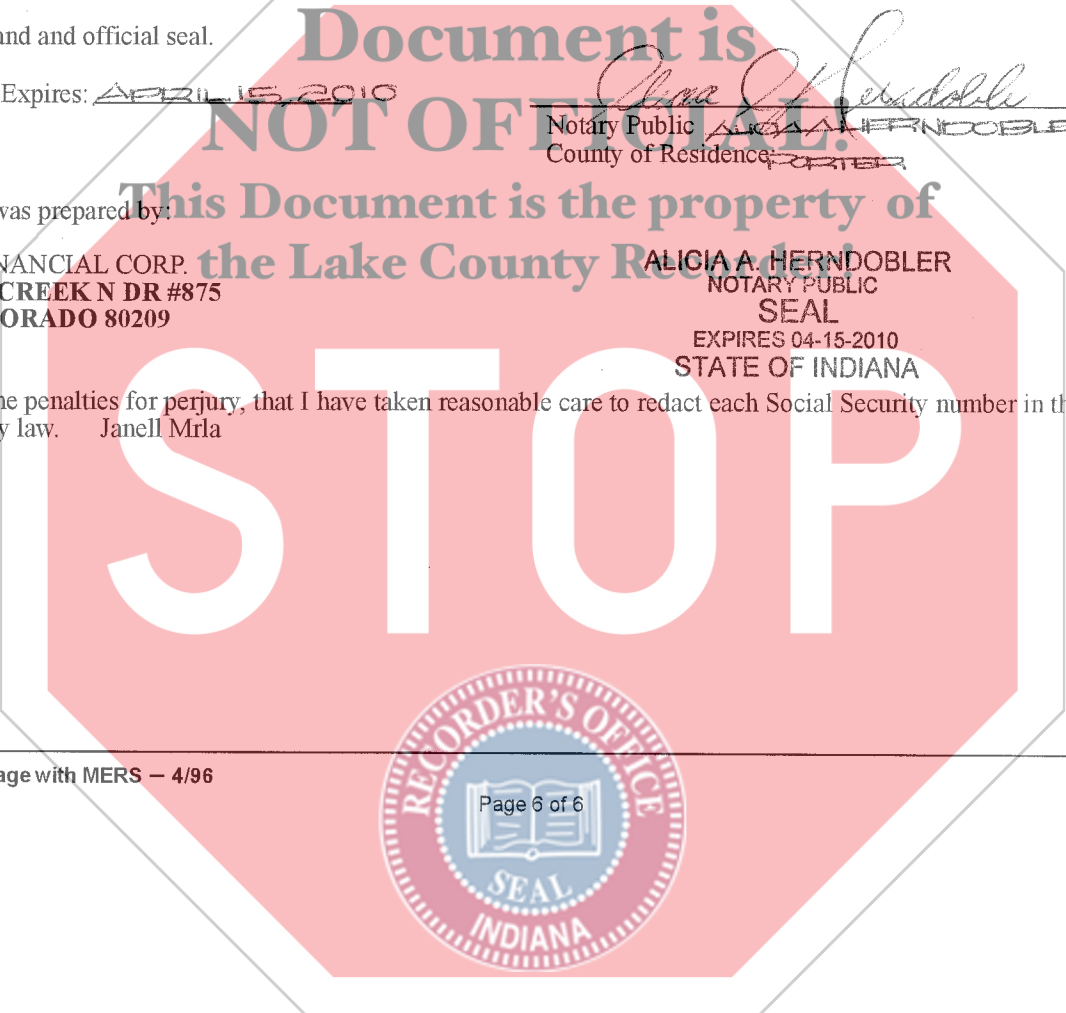 Document is
and and official seal.
Expires: APRIL 15, 2010
NOT OFFICIAL!
Notary Public ALICIA A HERNDOBLER
County of Residence: PORTER
This Document is the property of
was prepared by:
the Lake County Recorder!
NANCIAL CORP.
CREEK N DR #875
ORADO 80209
ALICIA A. HERNDOBLER
NOTARY PUBLIC
SEAL
EXPIRES 04-15-2010
STATE OF INDIANA
he penalties for perjury, that I have taken reasonable care to redact each Social Security number in th
y law. Janell Mrla
STOP
RECORDER'S OFFICE
SEAL
INDIANA
age with MERS — 4/96
Page 6 of 6